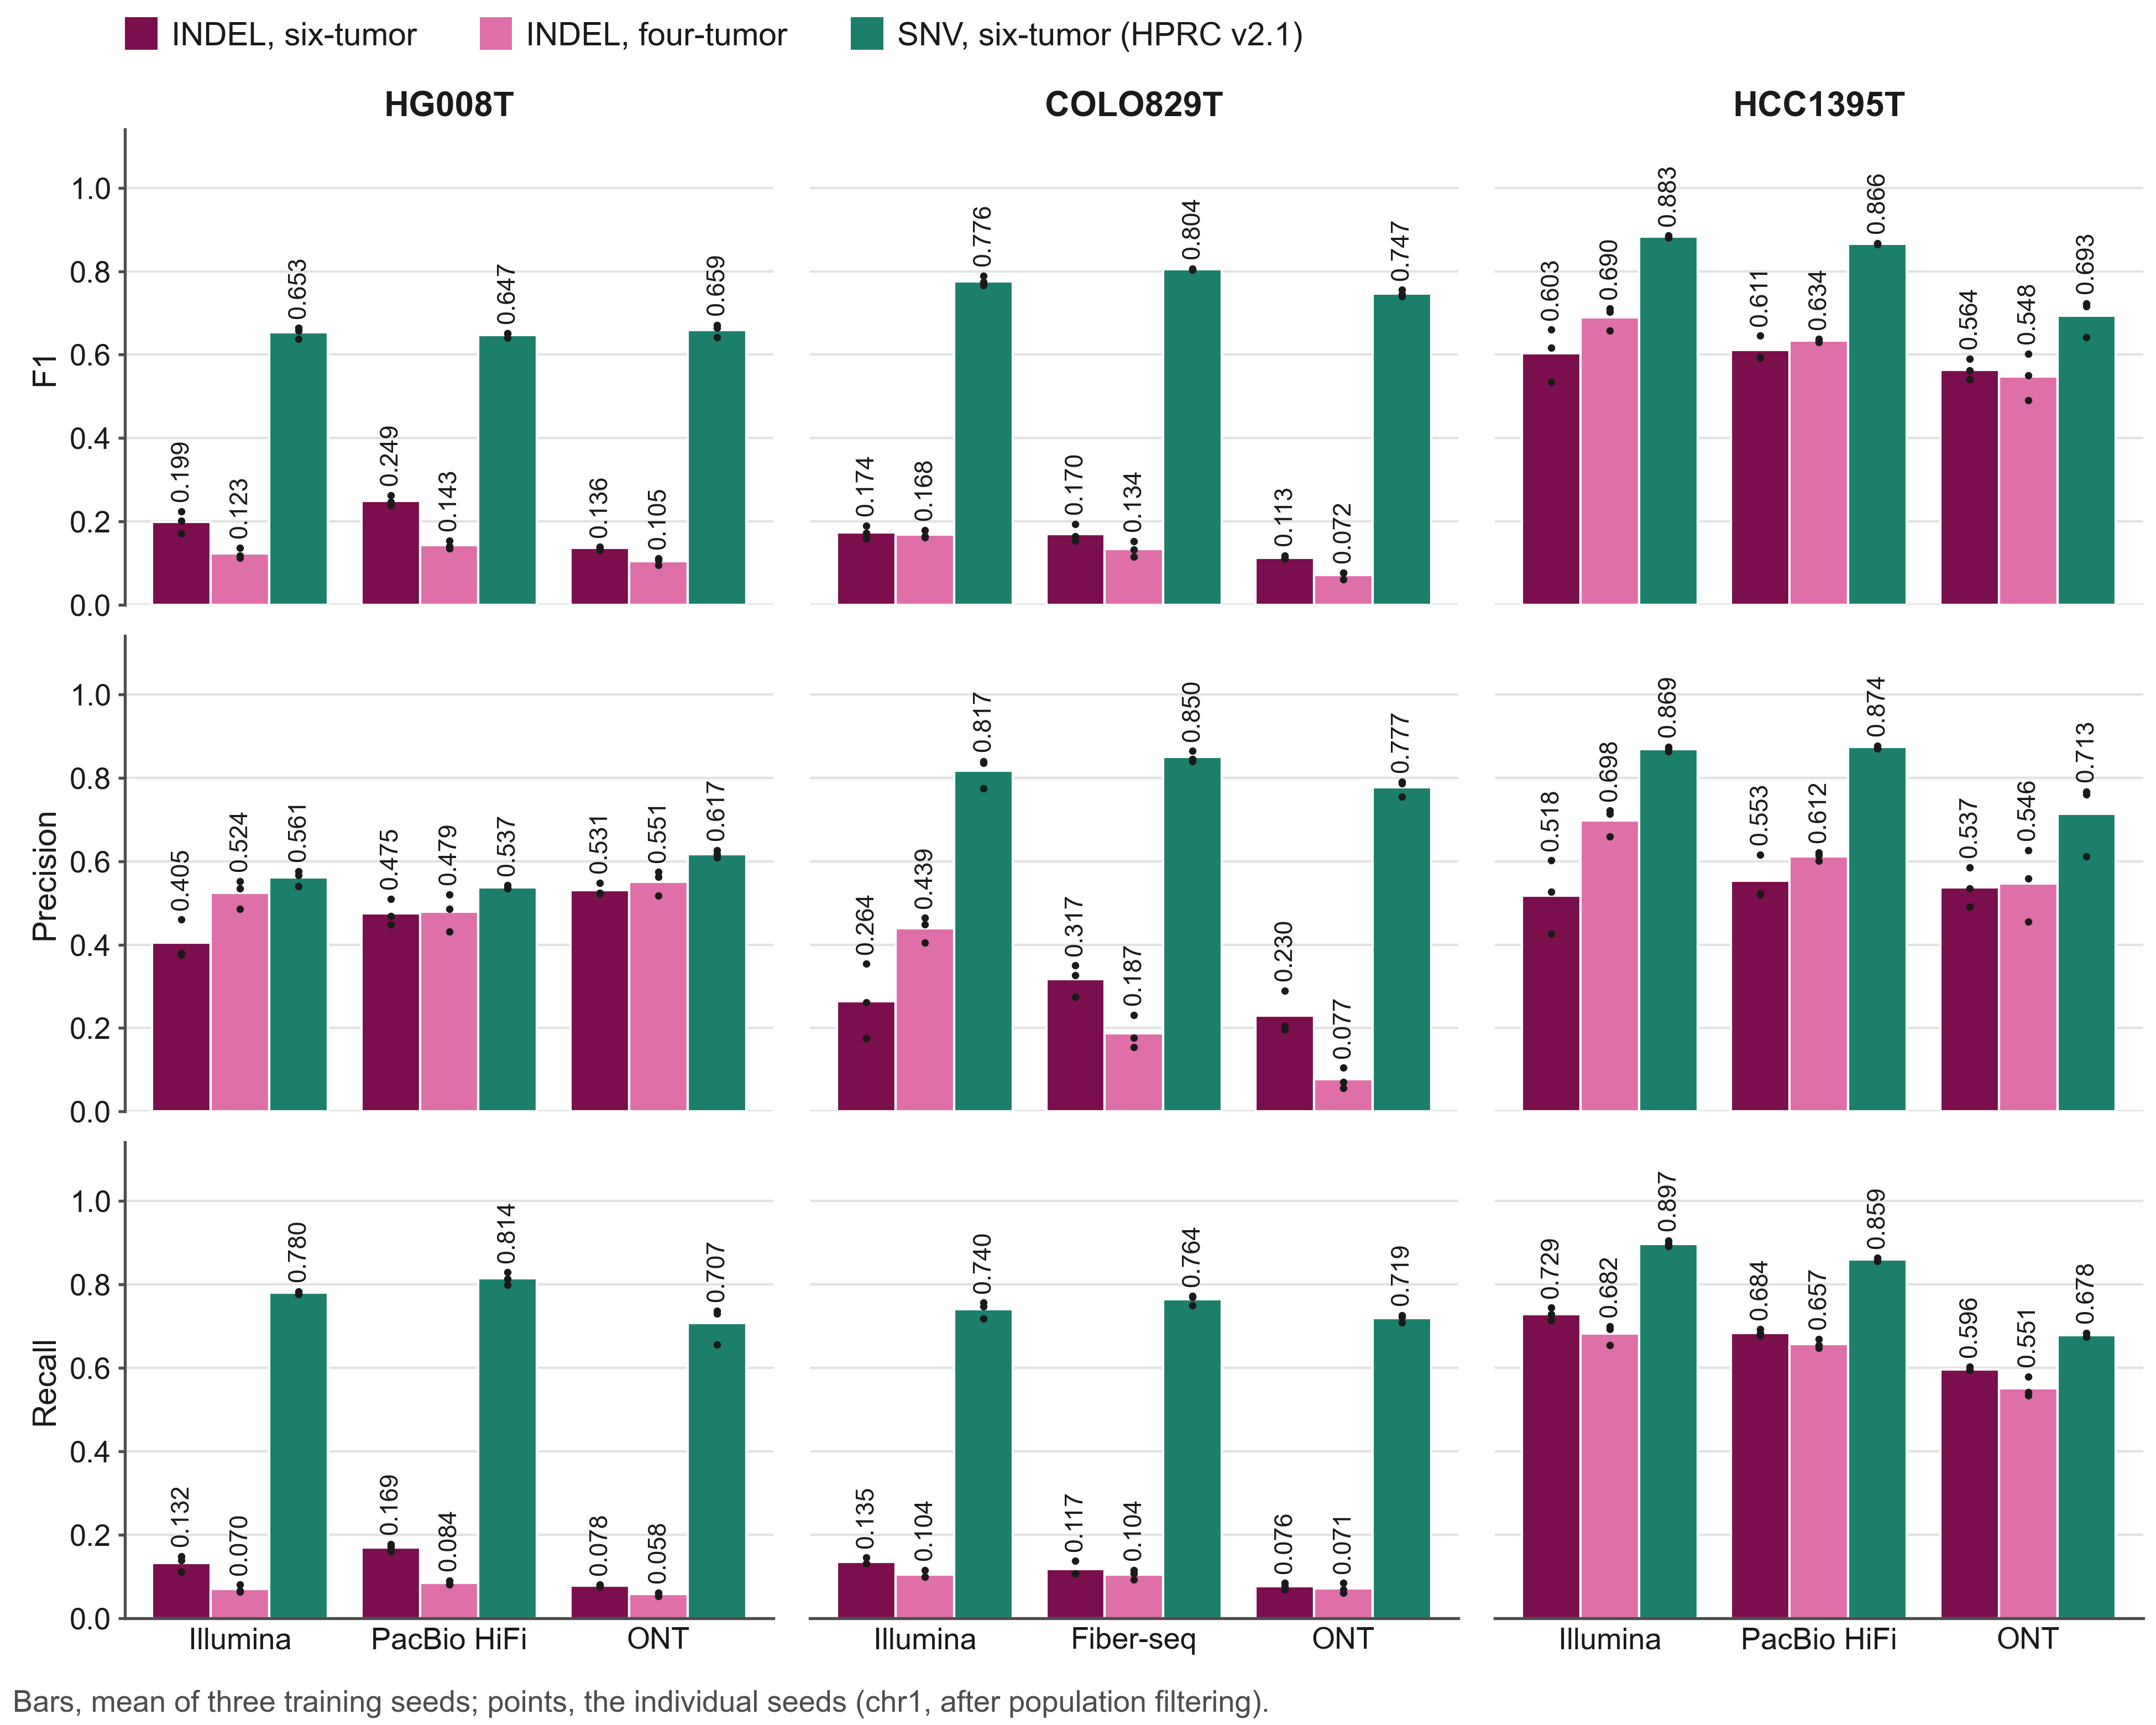 INDEL, six-tumor INDEL, four-tumor SNV, six-tumor (HPRC v2.1)
HG008T COLO829T HCC1395T
F1
1.0
0.8
0.6
0.4
0.2
0.0
0.199 0.123 0.653 0.249 0.143 0.647 0.136 0.105 0.659
0.174 0.168 0.776 0.170 0.134 0.804 0.113 0.072 0.747
0.603 0.690 0.883 0.611 0.634 0.866 0.564 0.548 0.693
Precision
1.0
0.8
0.6
0.4
0.2
0.0
0.405 0.524 0.561 0.475 0.479 0.537 0.531 0.551 0.617
0.264 0.439 0.817 0.317 0.187 0.850 0.230 0.077 0.777
0.518 0.698 0.869 0.553 0.612 0.874 0.537 0.546 0.713
Recall
1.0
0.8
0.6
0.4
0.2
0.0
0.132 0.070 0.780 0.169 0.084 0.814 0.078 0.058 0.707
0.135 0.104 0.740 0.117 0.104 0.764 0.076 0.071 0.719
0.729 0.682 0.897 0.684 0.657 0.859 0.596 0.551 0.678
Illumina PacBio HiFi ONT Illumina Fiber-seq ONT Illumina PacBio HiFi ONT
Bars, mean of three training seeds; points, the individual seeds (chr1, after population filtering).